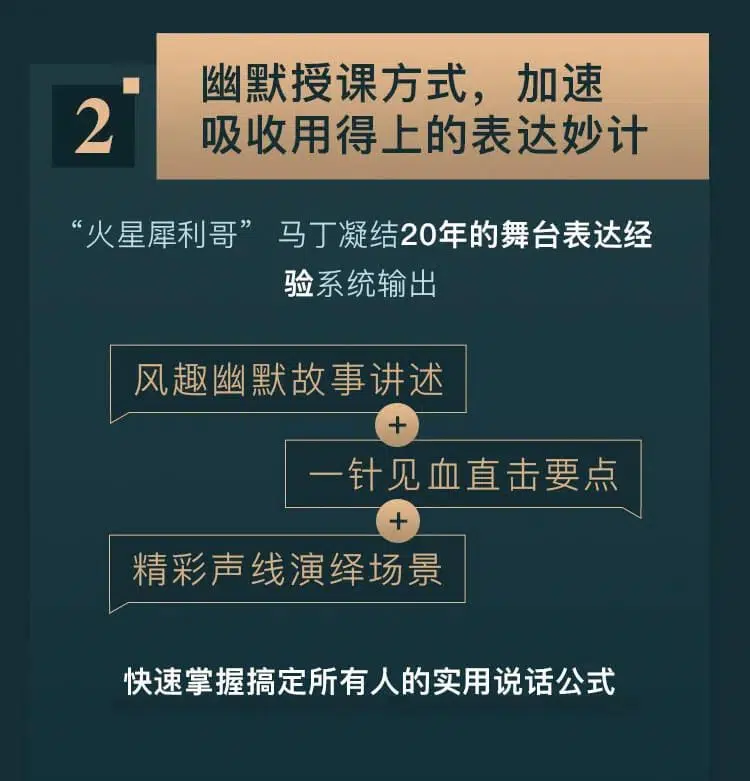 2
幽默授课方式，加速
吸收用得上的表达妙计
“火星犀利哥” 马丁凝结20年的舞台表达经
验系统输出
风趣幽默故事讲述
+
一针见血直击要点
+
精彩声线演绎场景
快速掌握搞定所有人的实用说话公式